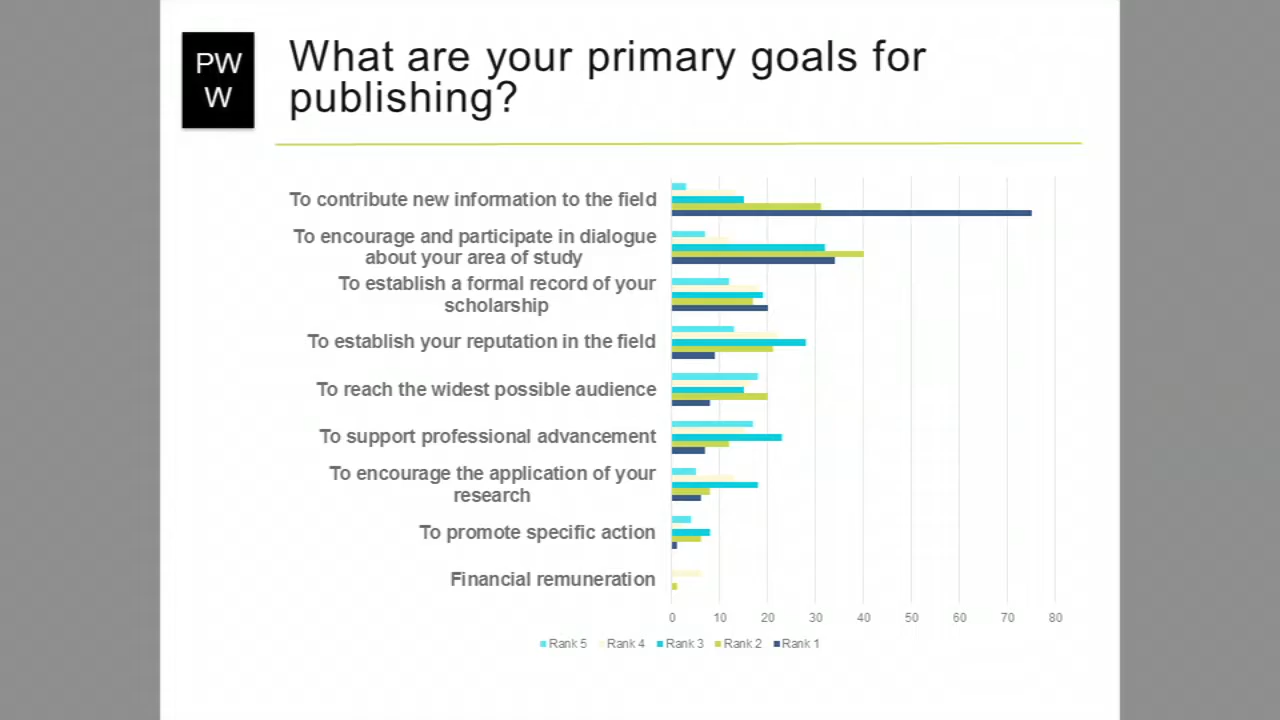 PW
W
What are your primary goals for
publishing?
To contribute new information to the field
To encourage and participate in dialogue
about your area of study
To establish a formal record of your
scholarship
To establish your reputation in the field
To reach the widest possible audience
To support professional advancement
To encourage the application of your
research
To promote specific action
Financial remuneration
0 10 20 30 40 50 60 70 80
Rank 5 Rank 4 Rank 3 Rank 2 Rank 1